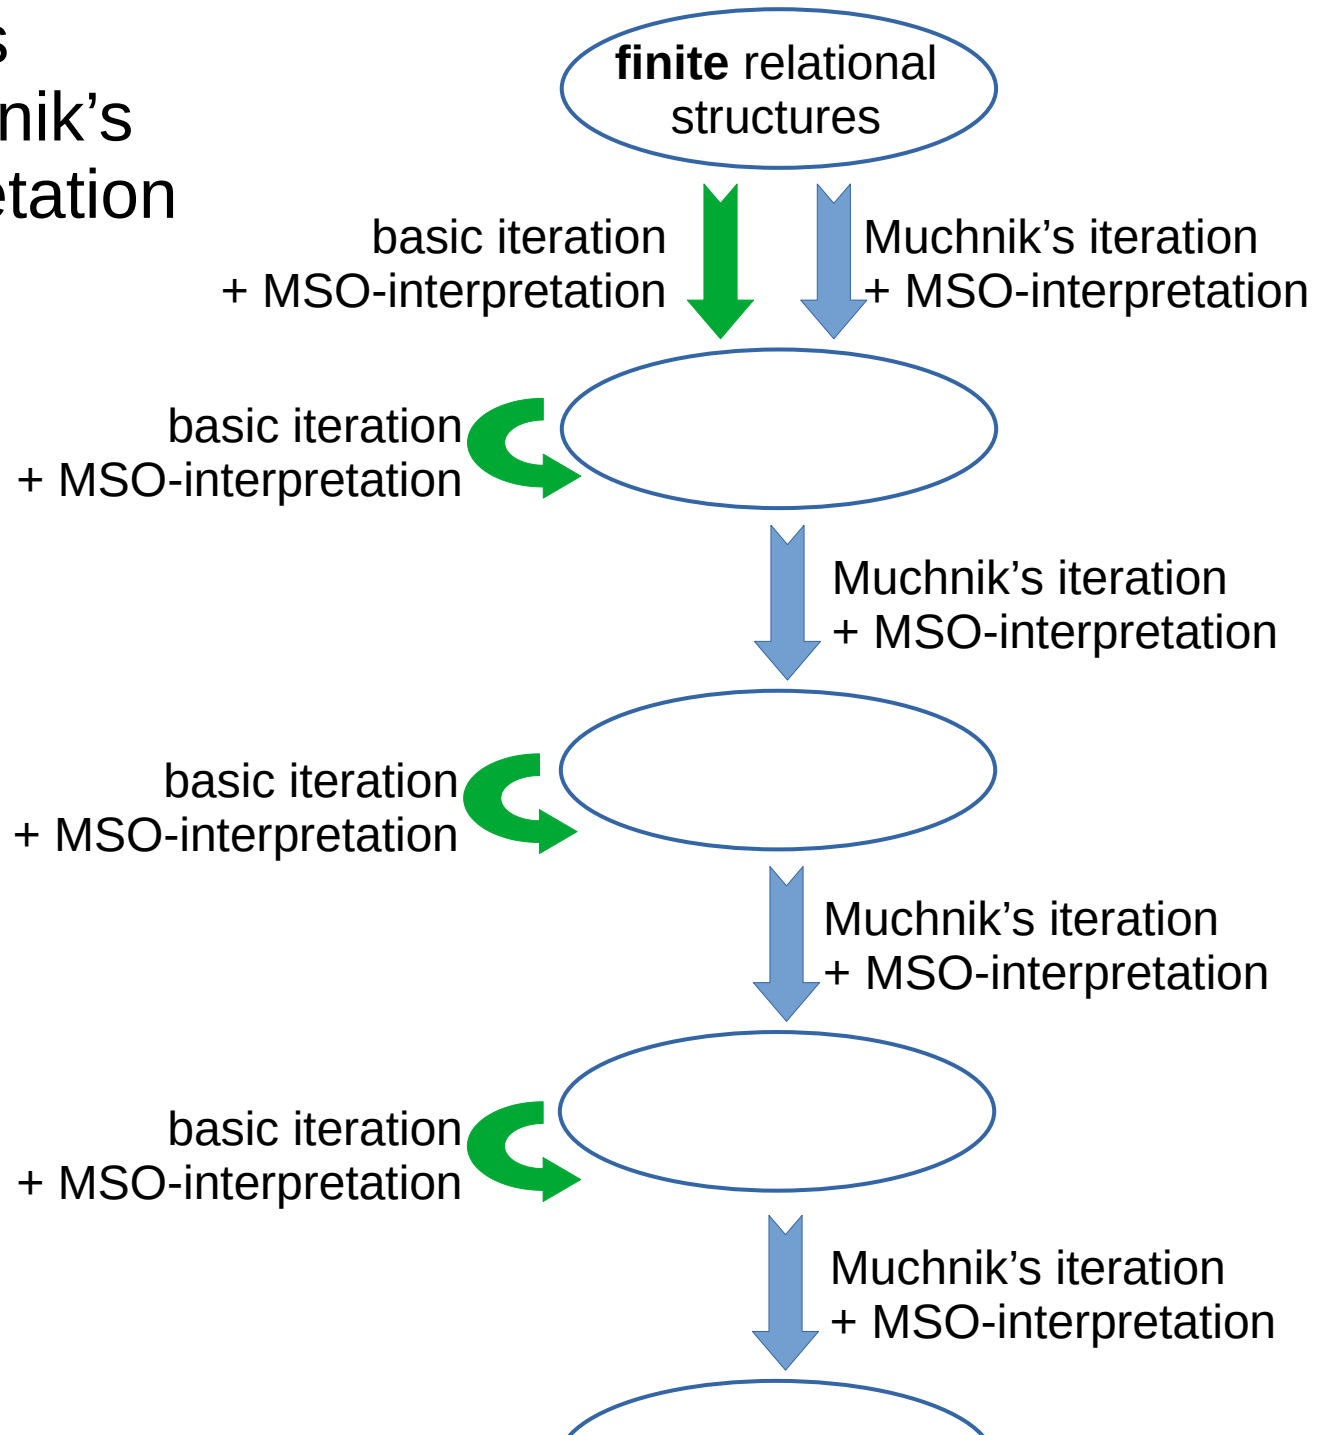 s
nik’s
etation
finite relational
structures
basic iteration
+ MSO-interpretation
Muchnik’s iteration
+ MSO-interpretation
basic iteration
+ MSO-interpretation
Muchnik’s iteration
+ MSO-interpretation
basic iteration
+ MSO-interpretation
Muchnik’s iteration
+ MSO-interpretation
basic iteration
+ MSO-interpretation
Muchnik’s iteration
+ MSO-interpretation